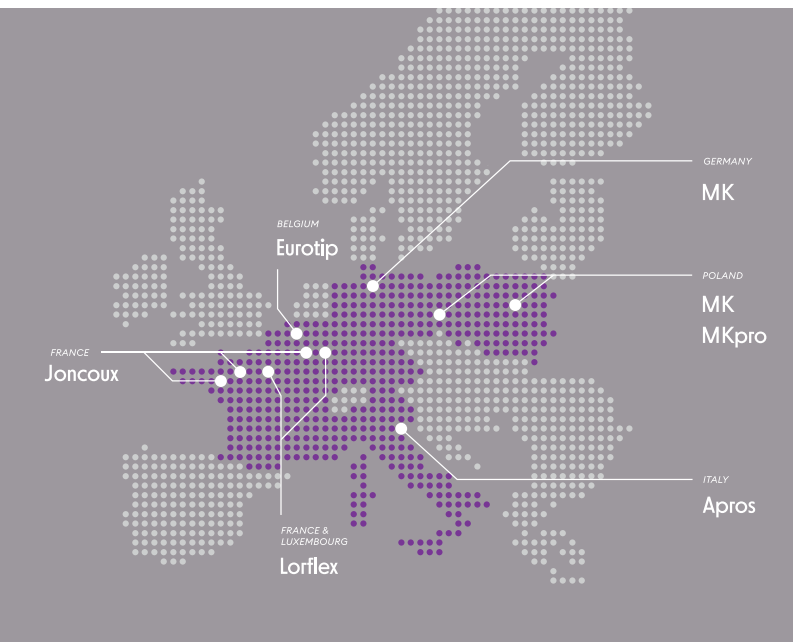 GERMANY
MK
BELGIUM
Eurotip
POLAND
MK
MKpro
FRANCE
Joncoux
ITALY
Apros
FRANCE &
LUXEMBOURG
Lorflex